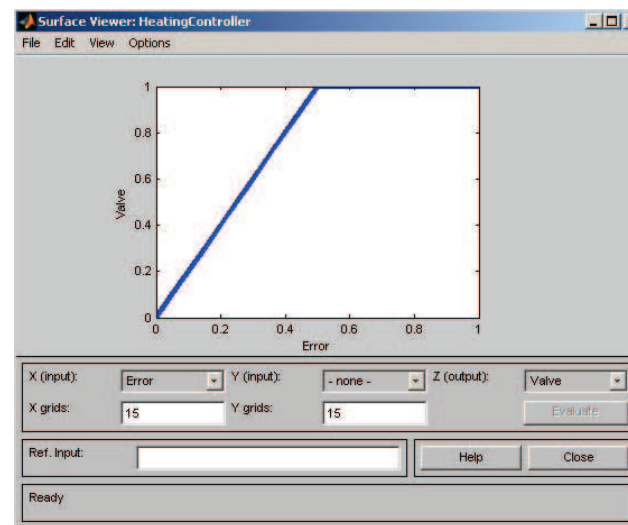 Surface Viewer: HeatingController
File Edit View Options
1
0.8
0.6
0.4
0.2
0
Valve
0 0.2 0.4 0.6 0.8 1
Error
X (input): Error Y (input): - none - Z (output): Valve
X grids: 15 Y grids: 15 Evaluate
Ref. Input: Help Close
Ready